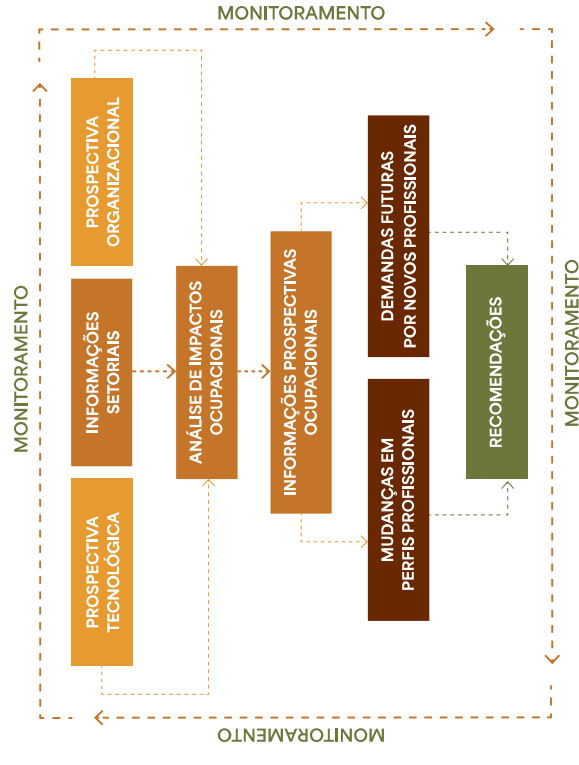 MONITORAMENTO
MONITORAMENTO
PROSPECTIVA
TECNOLÓGICA
INFORMAÇÕES
SETORIAIS
PROSPECTIVA
ORGANIZACIONAL
ANÁLISE DE IMPACTOS
OCUPACIONAIS
INFORMAÇÕES PROSPECTIVAS
OCUPACIONAIS
MUDANÇAS EM
PERFIS PROFISSIONAIS
DEMANDAS FUTURAS
POR NOVOS PROFISSIONAIS
RECOMENDAÇÕES
MONITORAMENTO
MONITORAMENTO